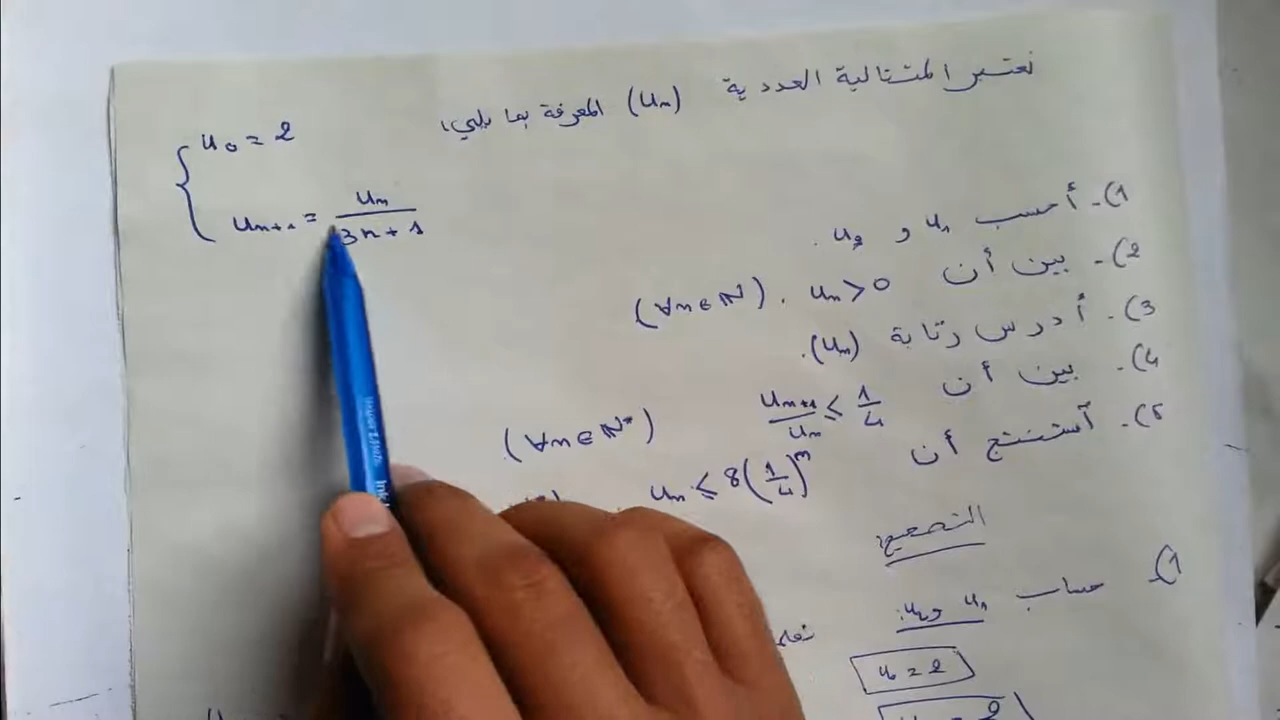 نعتبر المتتالية العددية (Uₙ) المعرفة بما يلي:
{ U₀ = 2
Uₙ₊₁ = Uₙ / 3n+1
1)- أحسب U₁ و U₂.
2)- بين أن Uₙ > 0 . (∀n∈ℕ)
3)- أدرس رتابة (Uₙ).
4)- بين أن Uₙ₊₁/Uₙ ≤ 1/4 (∀n∈ℕ*)
5)- استنتج أن Uₙ ≤ 8(1/4)ⁿ
التصحيح:
1)- حساب U₁ و U₂:
U₀ = 2